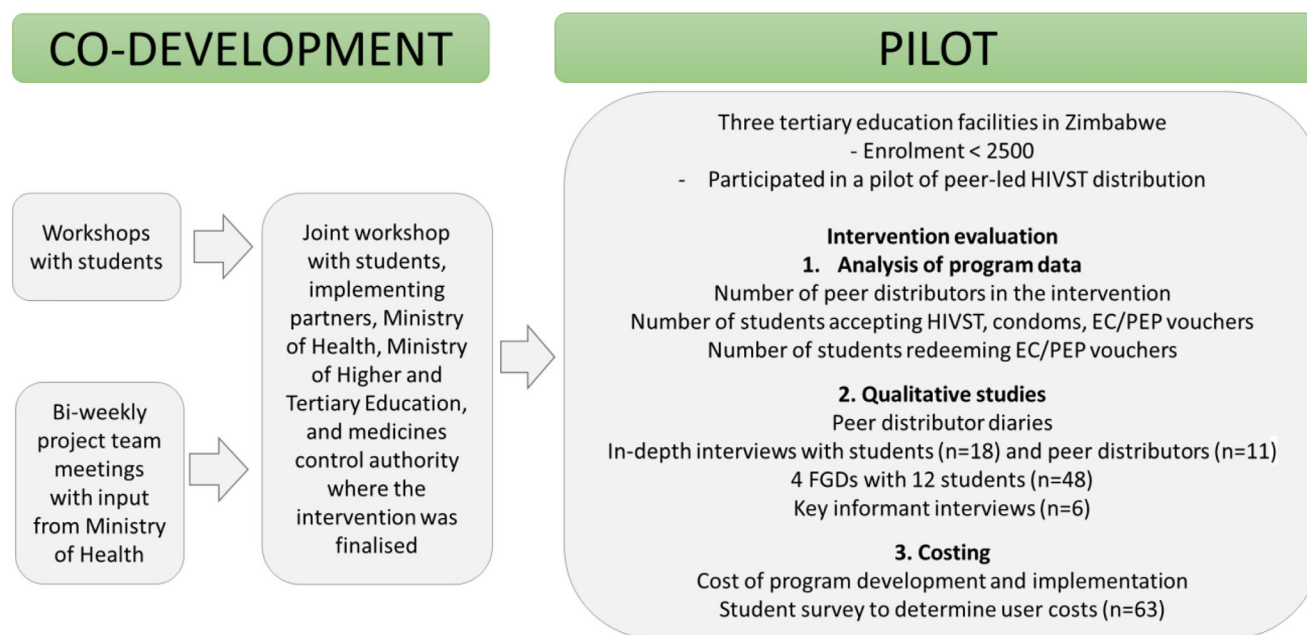 CO-DEVELOPMENT
Workshops
with students
Bi-weekly
project team
meetings
with input
from Ministry
of Health
Joint workshop
with students,
implementing
partners, Ministry
of Health, Ministry
of Higher and
Tertiary Education,
and medicines
control authority
where the
intervention was
finalised
PILOT
Three tertiary education facilities in Zimbabwe
- Enrolment < 2500
- Participated in a pilot of peer-led HIVST distribution
Intervention evaluation
1. Analysis of program data
Number of peer distributors in the intervention
Number of students accepting HIVST, condoms, EC/PEP vouchers
Number of students redeeming EC/PEP vouchers
2. Qualitative studies
Peer distributor diaries
In-depth interviews with students (n=18) and peer distributors (n=11)
4 FGDs with 12 students (n=48)
Key informant interviews (n=6)
3. Costing
Cost of program development and implementation
Student survey to determine user costs (n=63)